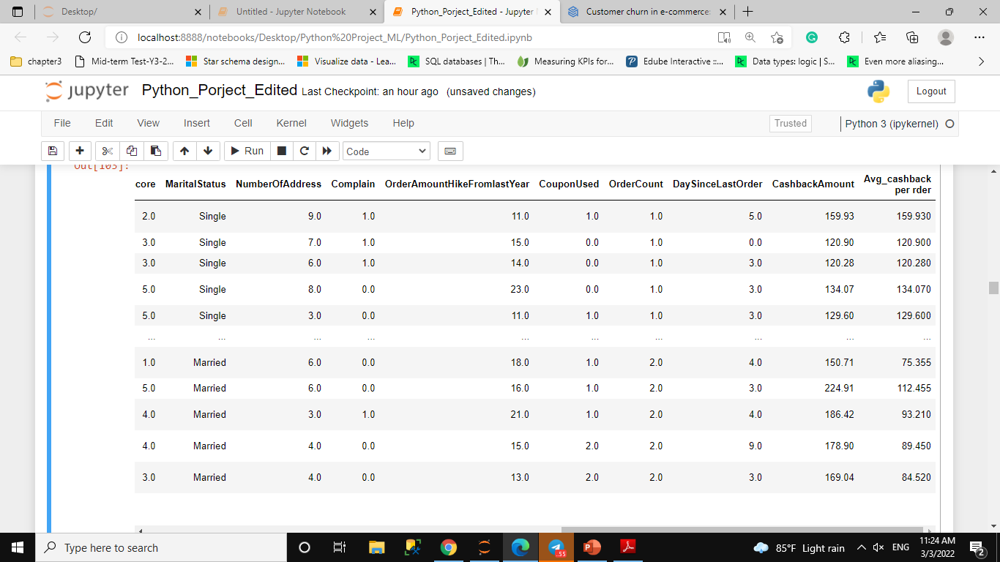 Desktop/
Untitled - Jupyter Notebook
Python_Porject_Edited - Jupyter
Customer churn in e-commerce:
localhost:8888/notebooks/Desktop/Python%20Project_ML/Python_Porject_Edited.ipynb
chapter3 Mid-term Test-Y3-2... Star schema design... Visualize data - Lea... SQL databases | Th... Measuring KPIs for... Edube Interactive ::... Data types: logic | S... Even more aliasing...
jupyter Python_Porject_Edited Last Checkpoint: an hour ago (unsaved changes) Logout
File Edit View Insert Cell Kernel Widgets Help Trusted Python 3 (ipykernel)
Run Code
Out[103]:
core MaritalStatus NumberOfAddress Complain OrderAmountHikeFromlastYear CouponUsed OrderCount DaySinceLastOrder CashbackAmount Avg_cashback
per rder
2.0 Single 9.0 1.0 11.0 1.0 1.0 5.0 159.93 159.930
3.0 Single 7.0 1.0 15.0 0.0 1.0 0.0 120.90 120.900
3.0 Single 6.0 1.0 14.0 0.0 1.0 3.0 120.28 120.280
5.0 Single 8.0 0.0 23.0 0.0 1.0 3.0 134.07 134.070
5.0 Single 3.0 0.0 11.0 1.0 1.0 3.0 129.60 129.600
... ... ... ... ... ... ... ... ... ...
1.0 Married 6.0 0.0 18.0 1.0 2.0 4.0 150.71 75.355
5.0 Married 6.0 0.0 16.0 1.0 2.0 3.0 224.91 112.455
4.0 Married 3.0 1.0 21.0 1.0 2.0 4.0 186.42 93.210
4.0 Married 4.0 0.0 15.0 2.0 2.0 9.0 178.90 89.450
3.0 Married 4.0 0.0 13.0 2.0 2.0 3.0 169.04 84.520
Type here to search
.55
85°F Light rain
ENG
11:24 AM
3/3/2022
2